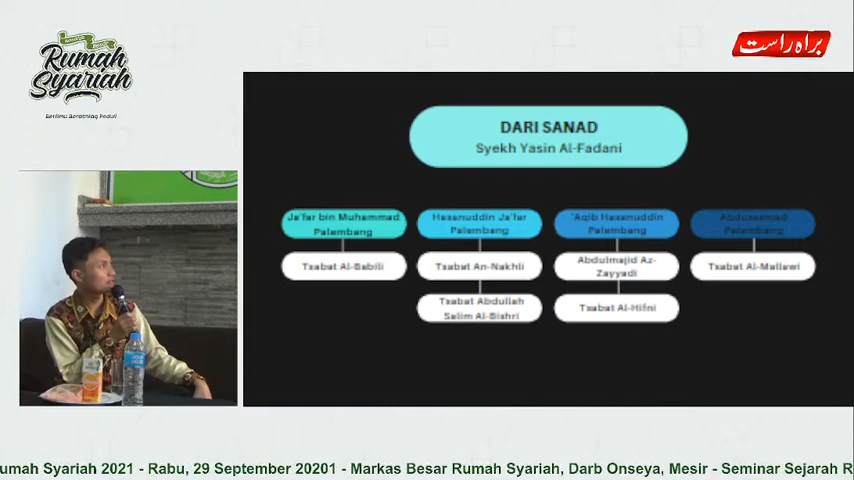 Rumah
Syariah
Berilmu Berakhlaq Peduli
براہ راست
DARI SANAD
Syekh Yasin Al-Fadani
Ja'far bin Muhammad
Palembang
Hasanuddin Ja'far
Palembang
'Aqib Hasanuddin
Palembang
Abdussamad
Palembang
Tsabat Al-Babili
Tsabat An-Nakhli
Abdulmajid Az-
Zayyadi
Tsabat Al-Mallawi
Tsabat Abdullah
Salim Al-Bishri
Tsabat Al-Hifni
umah Syariah 2021 - Rabu, 29 September 20201 - Markas Besar Rumah Syariah, Darb Onseya, Mesir - Seminar Sejarah R